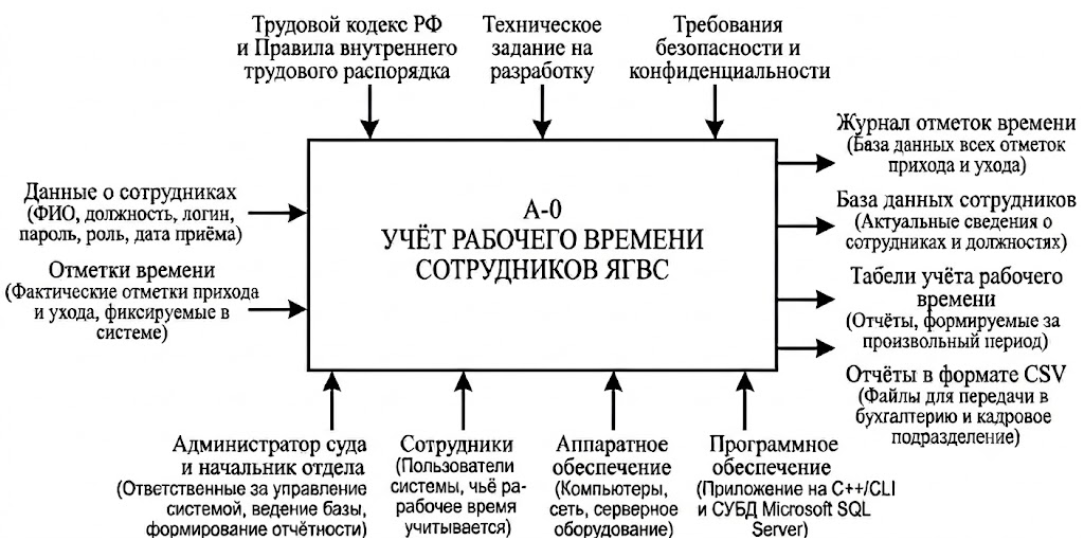 Трудовой кодекс РФ
и Правила внутреннего
трудового распорядка
Техническое
задание на
разработку
Требования
безопасности и
конфиденциальности
Данные о сотрудниках
(ФИО, должность, логин,
пароль, роль, дата приёма)
Отметки времени
(Фактические отметки прихода
и ухода, фиксируемые в
системе)
А-0
УЧЁТ РАБОЧЕГО ВРЕМЕНИ
СОТРУДНИКОВ ЯГВС
Журнал отметок времени
(База данных всех отметок
прихода и ухода)
База данных сотрудников
(Актуальные сведения о
сотрудниках и должностях)
Табели учёта рабочего
времени
(Отчёты, формируемые за
произвольный период)
Отчёты в формате CSV
(Файлы для передачи в
бухгалтерию и кадровое
подразделение)
Администратор суда
и начальник отдела
(Ответственные за управление
системой, ведение базы,
формирование отчётности)
Сотрудники
(Пользователи
системы, чьё ра-
рабочее время
учитывается)
Аппаратное
обеспечение
(Компьютеры,
сеть, серверное
оборудование)
Программное
обеспечение
(Приложение на C++/CLI
и СУБД Microsoft SQL
Server)